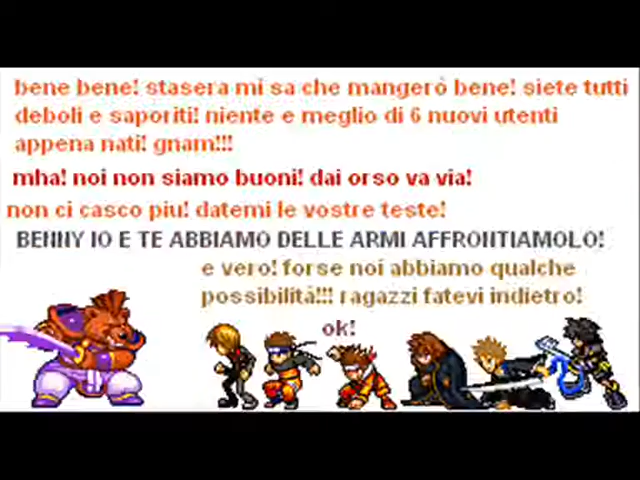 bene bene! stasera mi sa che mangerò bene! siete tutti
deboli e saporiti! niente e meglio di 6 nuovi utenti
appena nati! gnam!!!
mha! noi non siamo buoni! dai orso va via!
non ci casco piu! datemi le vostre teste!
BENNY IO E TE ABBIAMO DELLE ARMI AFFRONTIAMOLO!
e vero! forse noi abbiamo qualche
possibilitá!!! ragazzi fatevi indietro!
ok!